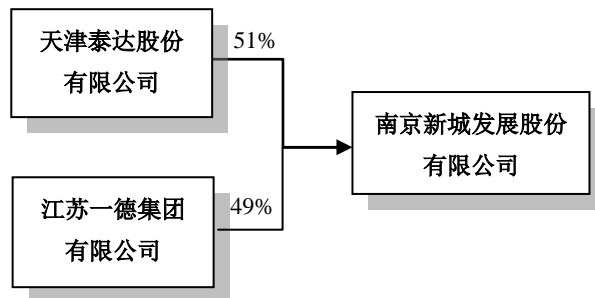 天津泰达股份
有限公司
51%
南京新城发展股份
有限公司
江苏一德集团
有限公司
49%